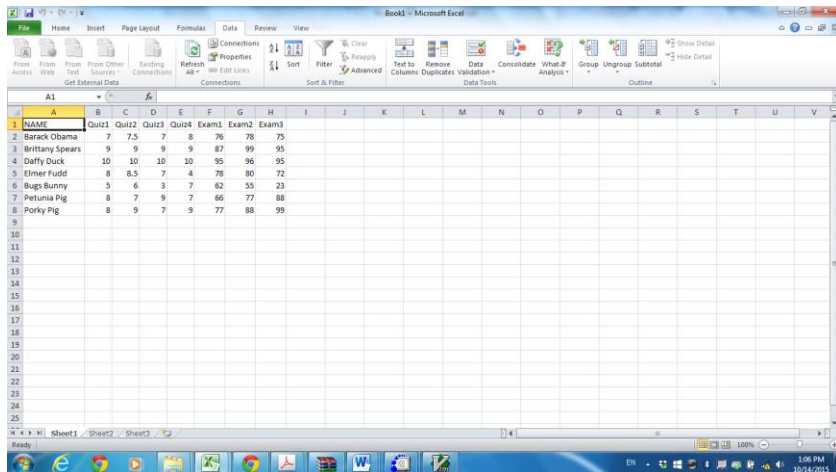 Book1 - Microsoft Excel
File Home Insert Page Layout Formulas Data Review View
From Access From Web From Text From Other Sources Existing Connections
Get External Data
Refresh All Connections Properties Edit Links
Connections
Sort Filter Clear Reapply Advanced
Sort & Filter
Text to Columns Remove Duplicates Data Validation Consolidate What-If Analysis
Data Tools
Group Ungroup Subtotal Show Detail Hide Detail
Outline
A1 fx
A B C D E F G H I J K L M N O P Q R S T U V
1 NAME Quiz1 Quiz2 Quiz3 Quiz4 Exam1 Exam2 Exam3
2 Barack Obama 7 7.5 7 8 76 78 75
3 Brittany Spears 9 9 9 9 87 99 95
4 Daffy Duck 10 10 10 10 95 96 95
5 Elmer Fudd 8 8.5 7 4 78 80 72
6 Bugs Bunny 5 6 3 7 62 55 23
7 Petunia Pig 8 7 9 7 66 77 88
8 Porky Pig 8 9 7 9 77 88 99
9
10
11
12
13
14
15
16
17
18
19
20
21
22
23
24
25
Sheet1 Sheet2 Sheet3
Ready 100%
EN 1:06 PM